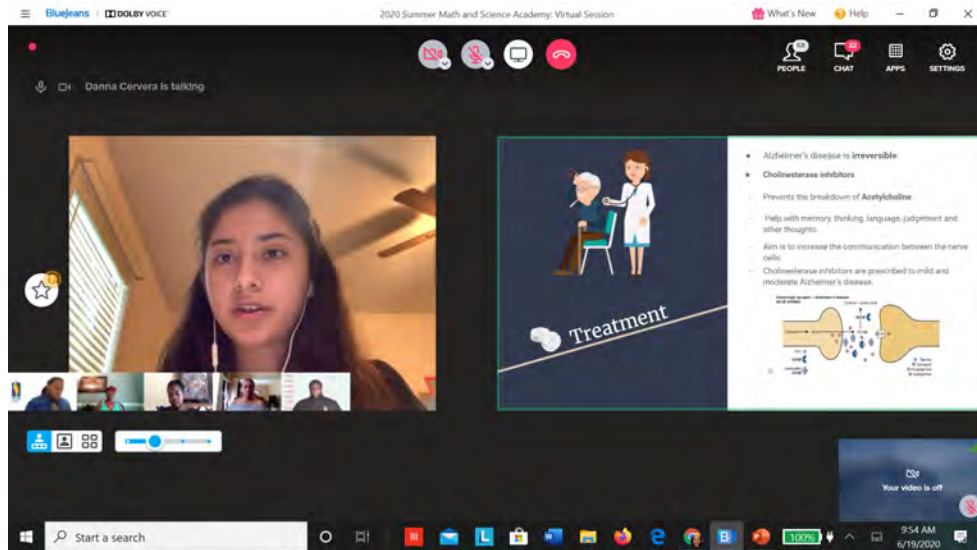 BlueJeans | DOLBY VOICE
2020 Summer Math and Science Academy: Virtual Session
What's New
Help
68
22
PEOPLE
CHAT
APPS
SETTINGS
Danna Cervera is talking
Alzheimer's disease is irreversible.
Cholinesterase inhibitors
Prevents the breakdown of Acetylcholine
Help with memory, thinking, language, judgement and
other thoughts.
Aim is to increase the communication between the nerve
cells
Cholinesterase inhibitors are prescribed to mild and
moderate Alzheimer's disease.
Treatment
Your video is off
Start a search
100%
9:54 AM
6/19/2020